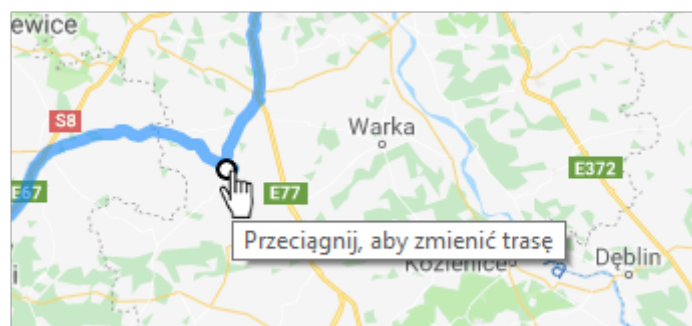 ewice
S8
Warka
E372
E67
E77
Przeciągnij, aby zmienić trasę
Kozienice
Dęblin
i
a